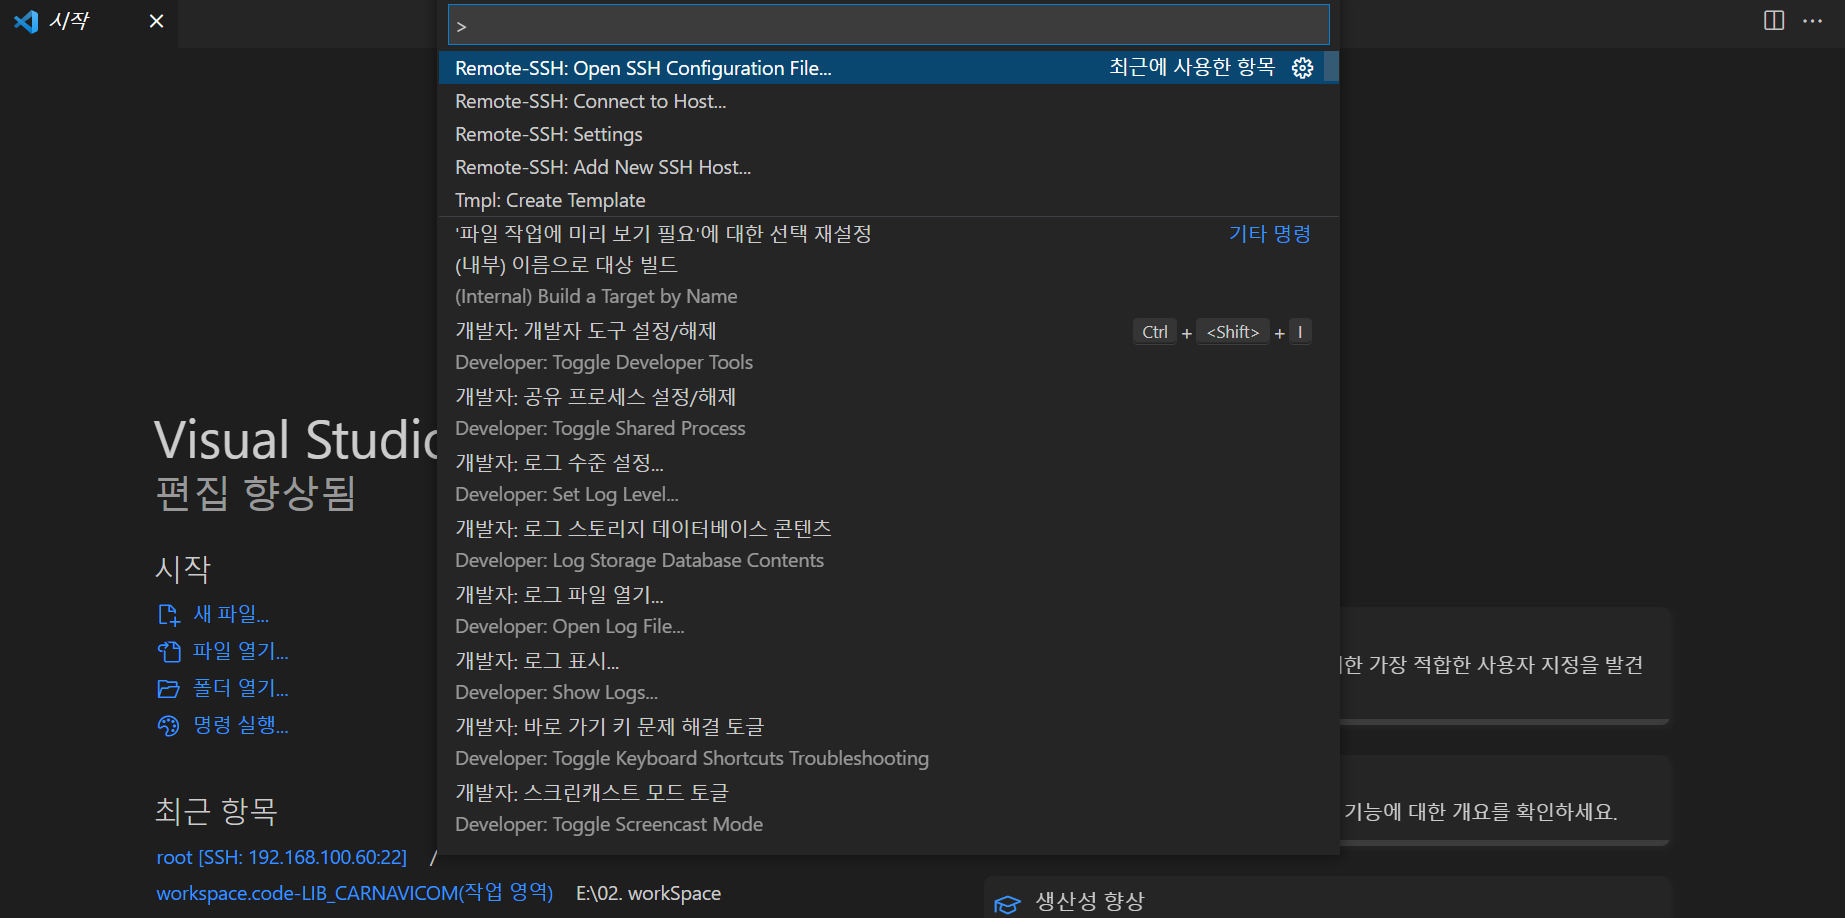 시작
>
Remote-SSH: Open SSH Configuration File... 최근에 사용한 항목
Remote-SSH: Connect to Host...
Remote-SSH: Settings
Remote-SSH: Add New SSH Host...
Tmpl: Create Template
'파일 작업에 미리 보기 필요'에 대한 선택 재설정 기타 명령
(내부) 이름으로 대상 빌드
(Internal) Build a Target by Name
개발자: 개발자 도구 설정/해제 Ctrl + <Shift> + I
Developer: Toggle Developer Tools
개발자: 공유 프로세스 설정/해제
Developer: Toggle Shared Process
개발자: 로그 수준 설정...
Developer: Set Log Level...
개발자: 로그 스토리지 데이터베이스 콘텐츠
Developer: Log Storage Database Contents
개발자: 로그 파일 열기...
Developer: Open Log File...
개발자: 로그 표시...
Developer: Show Logs...
개발자: 바로 가기 키 문제 해결 토글
Developer: Toggle Keyboard Shortcuts Troubleshooting
개발자: 스크린캐스트 모드 토글
Developer: Toggle Screencast Mode
Visual Studio
편집 향상됨
시작
새 파일...
파일 열기...
폴더 열기...
명령 실행...
최근 항목
root [SSH: 192.168.100.60:22] /
workspace.code-LIB_CARNAVICOM(작업 영역) E:\02. workSpace
한 가장 적합한 사용자 지정을 발견
기능에 대한 개요를 확인하세요.
생산성 향상